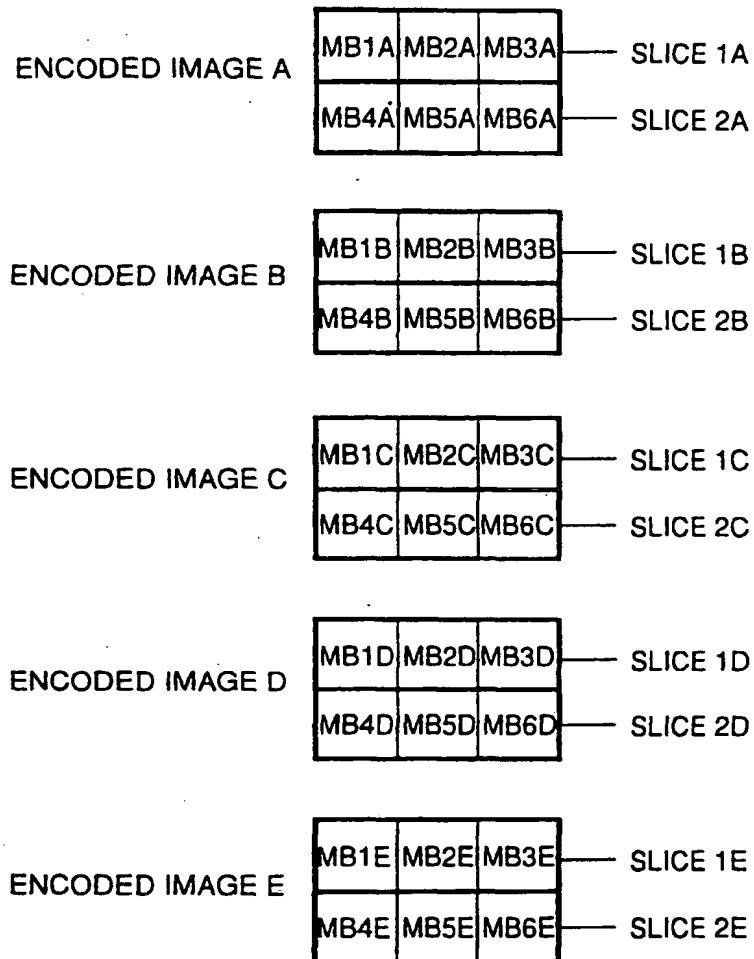 MB1A MB2A MB3A SLICE 1A
ENCODED IMAGE A
MB4A MB5A MB6A SLICE 2A
MB1B MB2B MB3B SLICE 1B
ENCODED IMAGE B
MB4B MB5B MB6B SLICE 2B
MB1C MB2C MB3C SLICE 1C
ENCODED IMAGE C
MB4C MB5C MB6C SLICE 2C
MB1D MB2D MB3D SLICE 1D
ENCODED IMAGE D
MB4D MB5D MB6D SLICE 2D
MB1E MB2E MB3E SLICE 1E
ENCODED IMAGE E
MB4E MB5E MB6E SLICE 2E